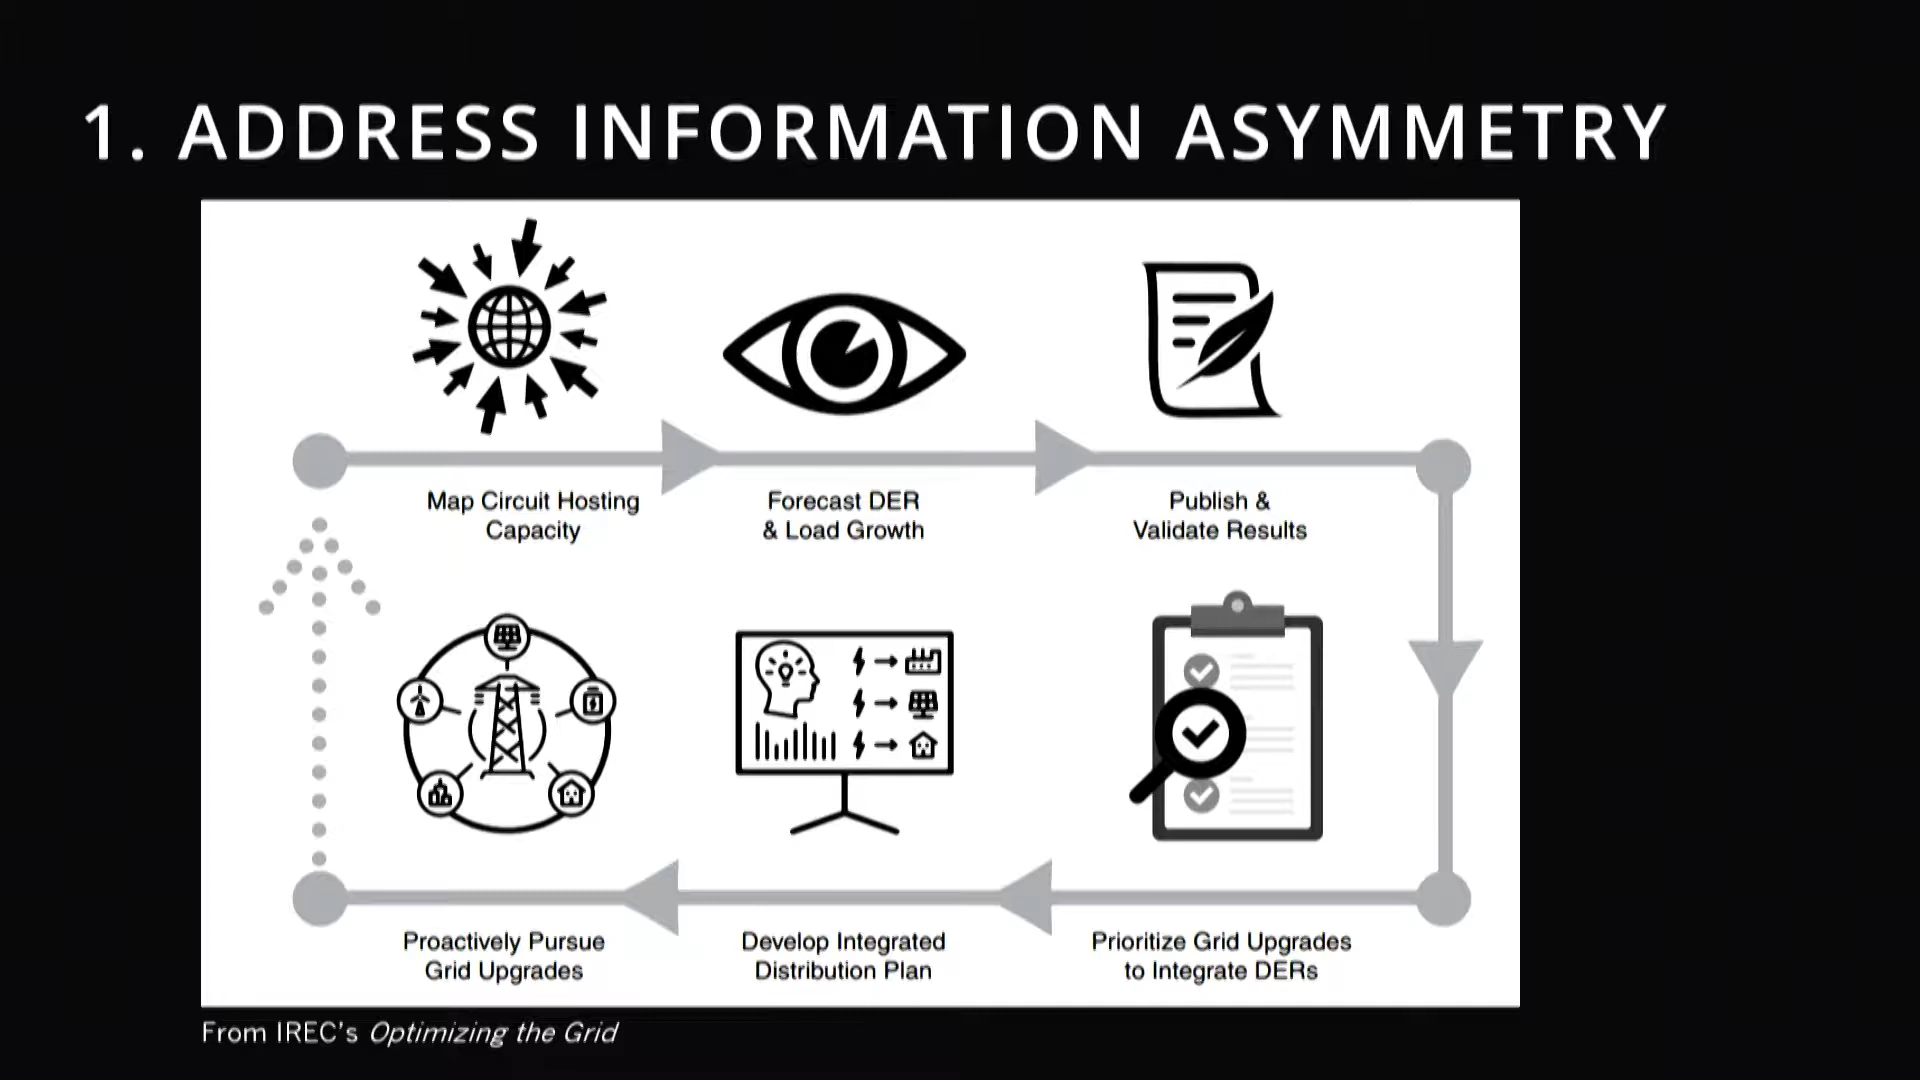 1. ADDRESS INFORMATION ASYMMETRY
Map Circuit Hosting
Capacity
Forecast DER
& Load Growth
Publish &
Validate Results
Proactively Pursue
Grid Upgrades
Develop Integrated
Distribution Plan
Prioritize Grid Upgrades
to Integrate DERs
From IREC's Optimizing the Grid